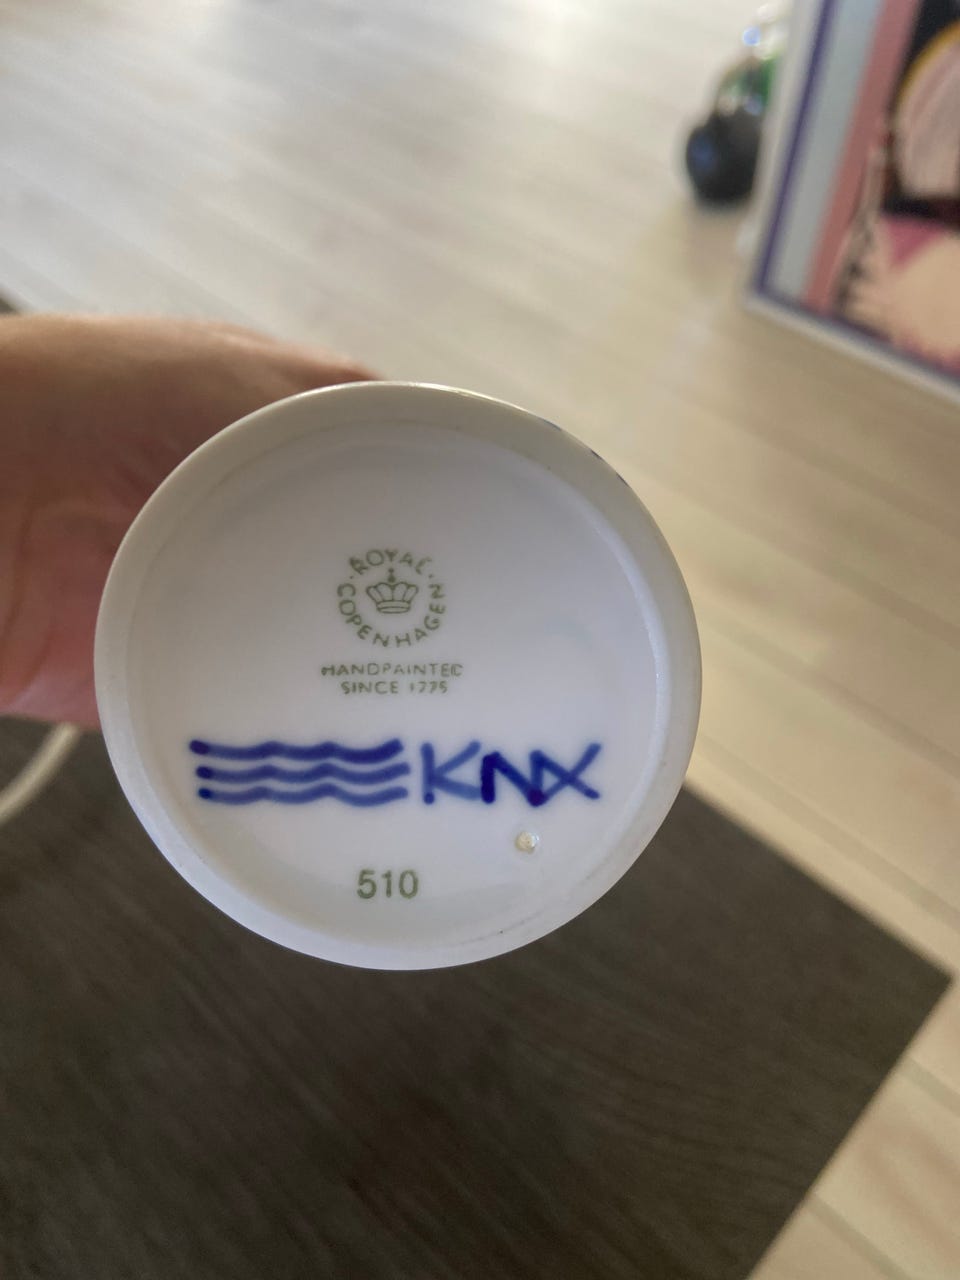 ROYAL
COPENHAGEN
HANDPAINTED
SINCE 1775
KNX
510